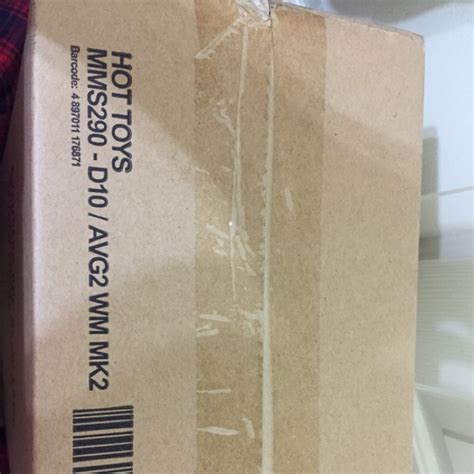 HOT TOYS
MMS290 - D10 / AVG2 WM MK2
Barcode: 4 897011 176871